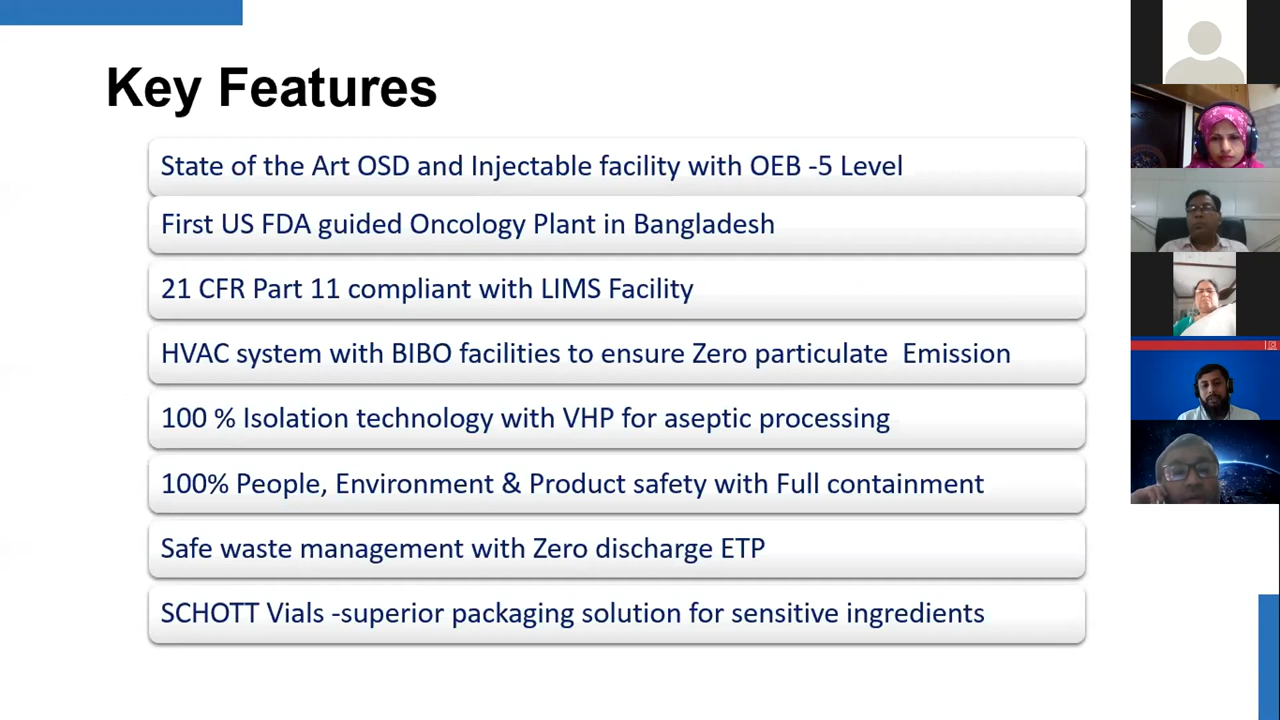 Key Features
State of the Art OSD and Injectable facility with OEB -5 Level
First US FDA guided Oncology Plant in Bangladesh
21 CFR Part 11 compliant with LIMS Facility
HVAC system with BIBO facilities to ensure Zero particulate  Emission
100 % Isolation technology with VHP for aseptic processing
100% People, Environment & Product safety with Full containment
Safe waste management with Zero discharge ETP
SCHOTT Vials -superior packaging solution for sensitive ingredients